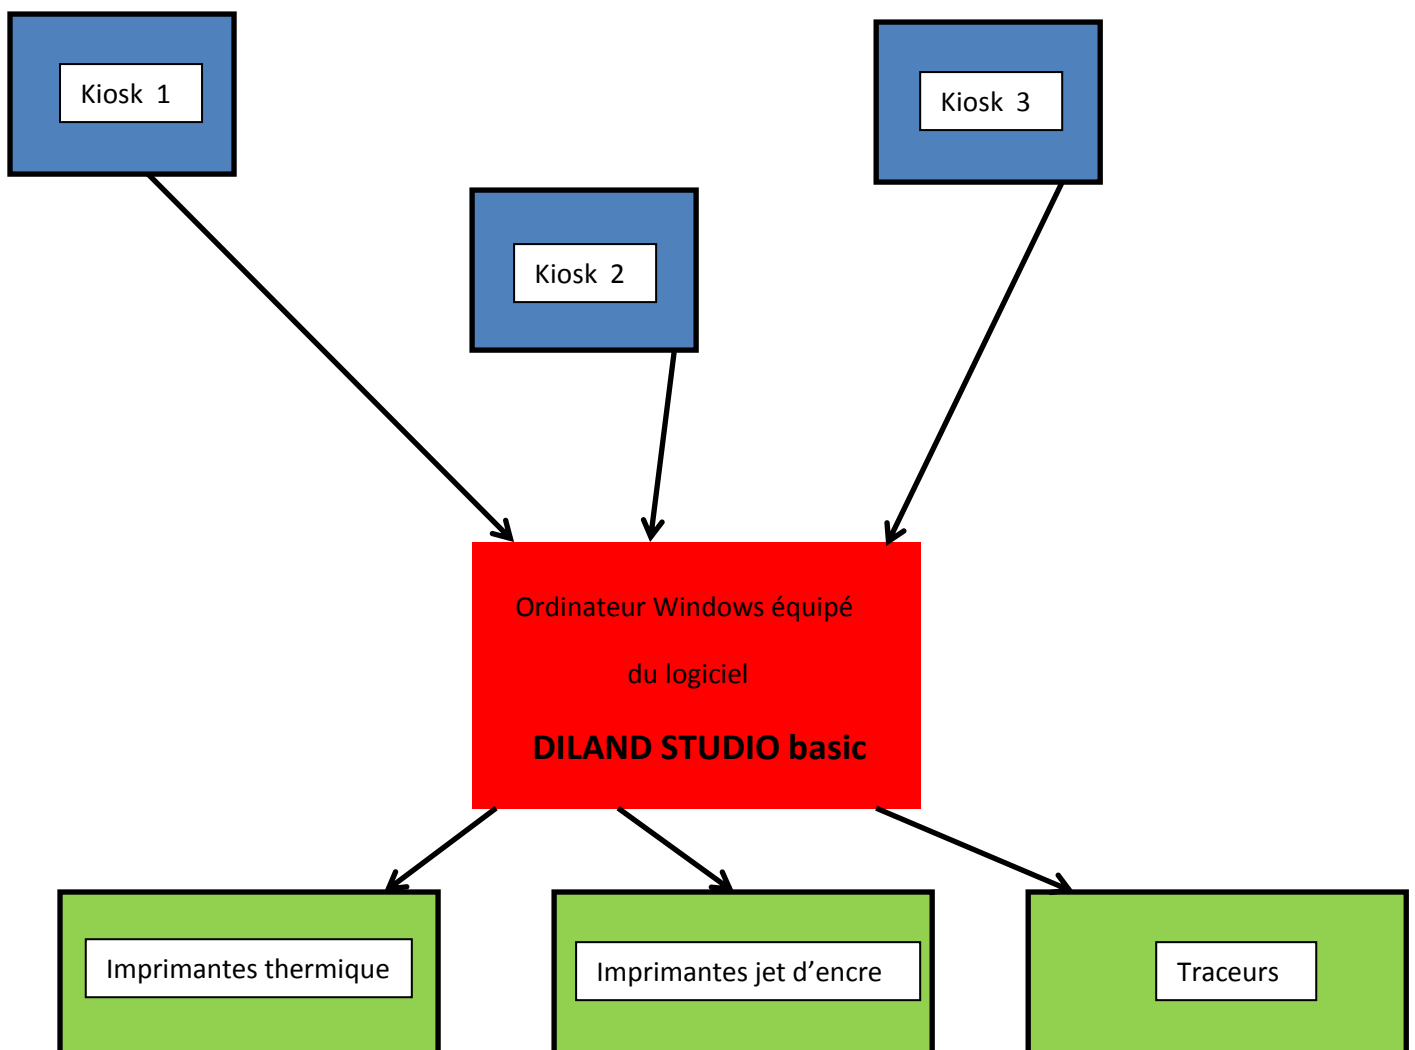 Kiosk  1
Kiosk  3
Kiosk  2
Ordinateur Windows équipé
du logiciel
DILAND STUDIO basic
Imprimantes thermique
Imprimantes jet d’encre
Traceurs